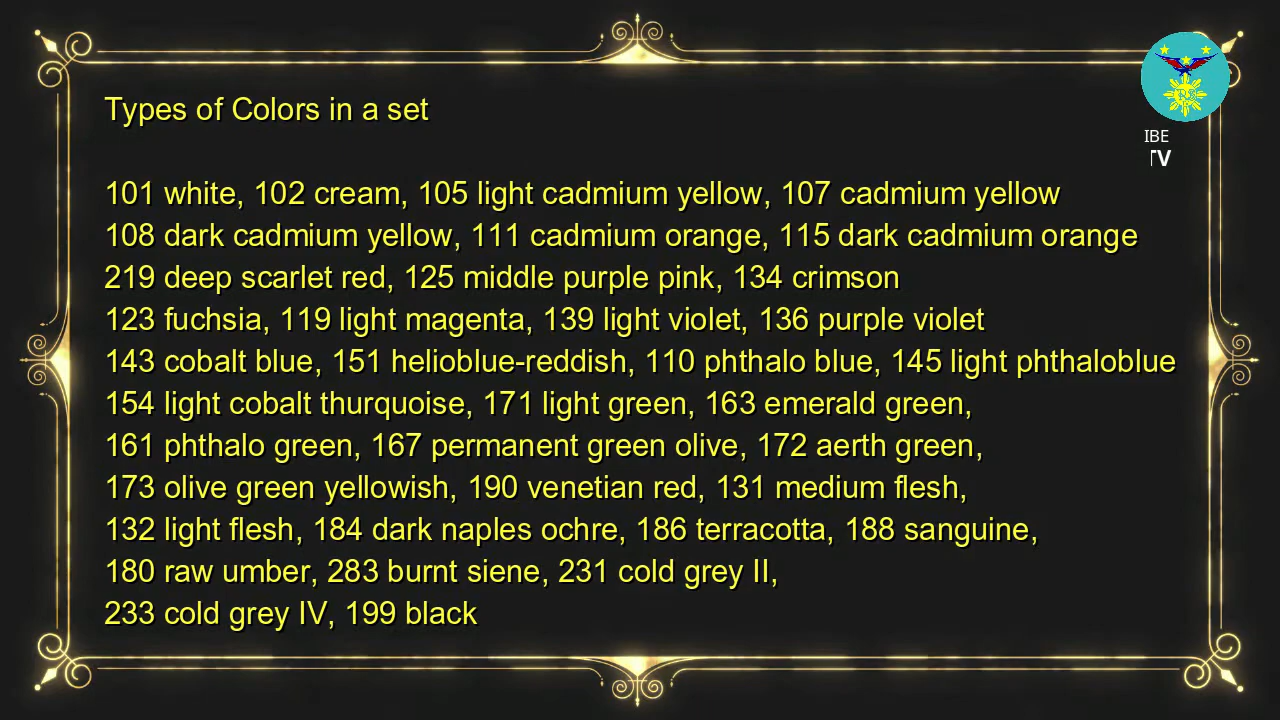 Types of Colors in a set
IBE
TV
101 white, 102 cream, 105 light cadmium yellow, 107 cadmium yellow
108 dark cadmium yellow, 111 cadmium orange, 115 dark cadmium orange
219 deep scarlet red, 125 middle purple pink, 134 crimson
123 fuchsia, 119 light magenta, 139 light violet, 136 purple violet
143 cobalt blue, 151 helioblue-reddish, 110 phthalo blue, 145 light phthaloblue
154 light cobalt thurquoise, 171 light green, 163 emerald green,
161 phthalo green, 167 permanent green olive, 172 aerth green,
173 olive green yellowish, 190 venetian red, 131 medium flesh,
132 light flesh, 184 dark naples ochre, 186 terracotta, 188 sanguine,
180 raw umber, 283 burnt siene, 231 cold grey II,
233 cold grey IV, 199 black